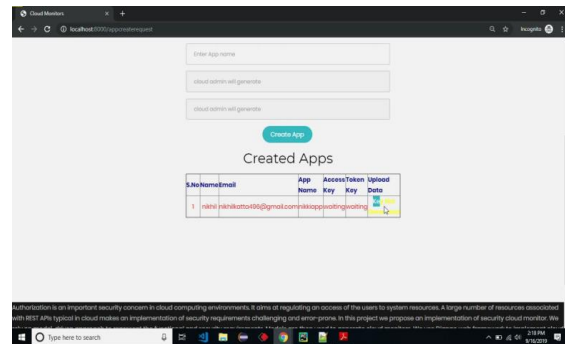 Cloud Monitors
localhost:8000/appcreaterequest
Incognito
Enter App name
cloud admin will generate
cloud admin will generate
Create App
Created Apps
S.No Name Email App Name Access Key Token Key Upload Data
1 nikhil nikhilkatta496@gmail.com nikkiapp waiting waiting
Authorization is an important security concern in cloud computing environments. It aims at regulating an access of the users to system resources. A large number of resources associated
with REST APIs typical in cloud makes an implementation of security requirements challenging and error-prone. In this project we propose an implementation of security cloud monitor. We
Type here to search
2:18 PM
9/16/2019